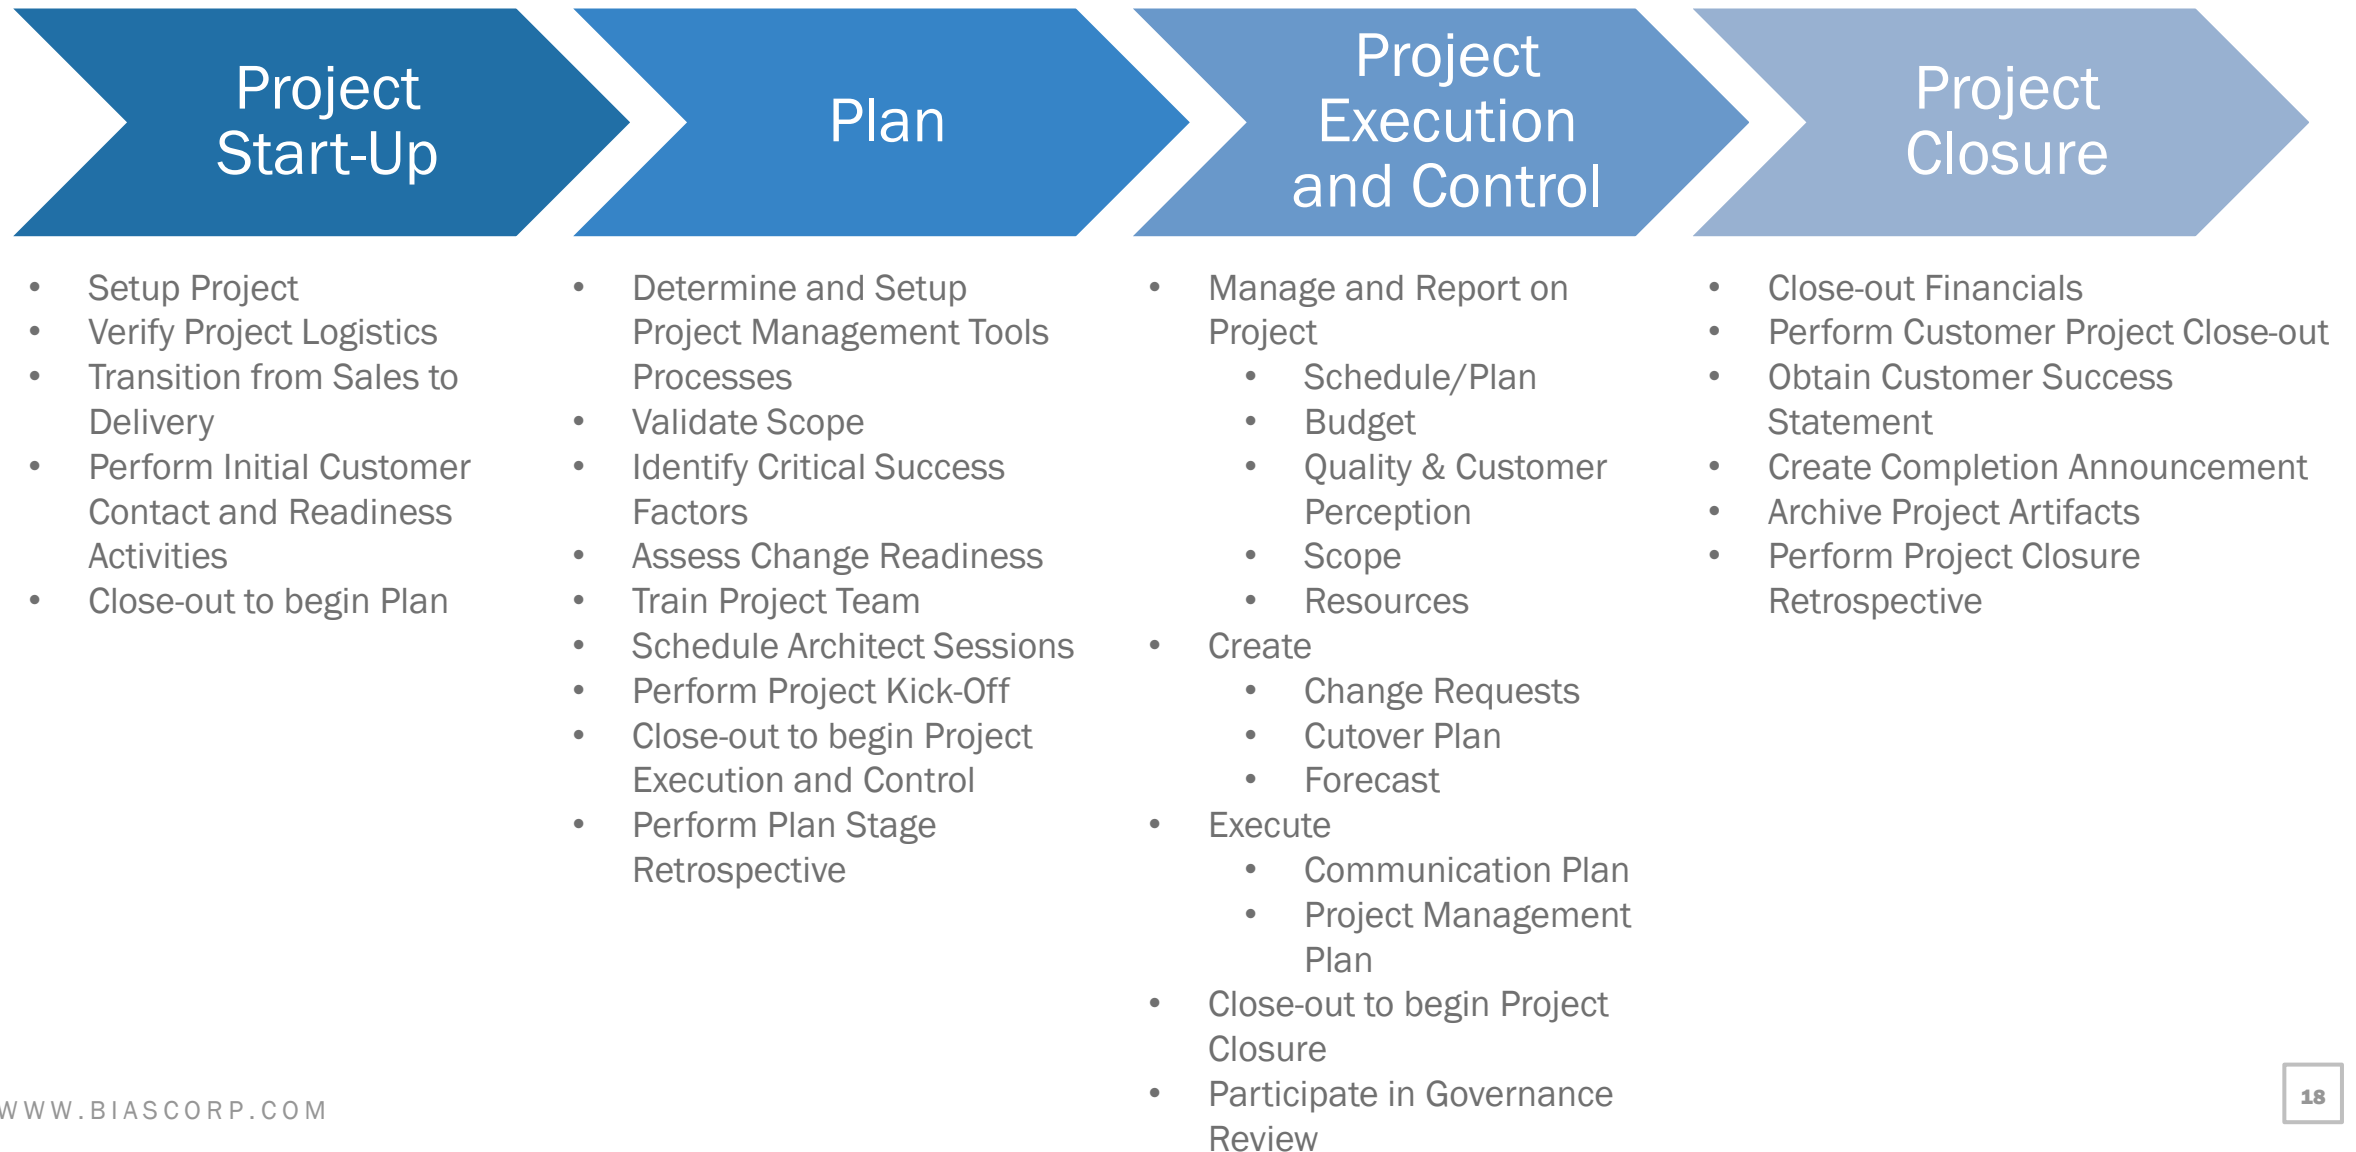 Project
Start-Up
Plan
Project
Execution
and Control
Project
Closure
• Setup Project
• Verify Project Logistics
• Transition from Sales to
Delivery
• Perform Initial Customer
Contact and Readiness
Activities
• Close-out to begin Plan
• Determine and Setup
Project Management Tools
Processes
• Validate Scope
• Identify Critical Success
Factors
• Assess Change Readiness
• Train Project Team
• Schedule Architect Sessions
• Perform Project Kick-Off
• Close-out to begin Project
Execution and Control
• Perform Plan Stage
Retrospective
• Manage and Report on
Project
• Schedule/Plan
• Budget
• Quality & Customer
Perception
• Scope
• Resources
• Create
• Change Requests
• Cutover Plan
• Forecast
• Execute
• Communication Plan
• Project Management
Plan
• Close-out to begin Project
Closure
• Participate in Governance
Review
• Close-out Financials
• Perform Customer Project Close-out
• Obtain Customer Success
Statement
• Create Completion Announcement
• Archive Project Artifacts
• Perform Project Closure
Retrospective
WWW.BIASCORP.COM
18